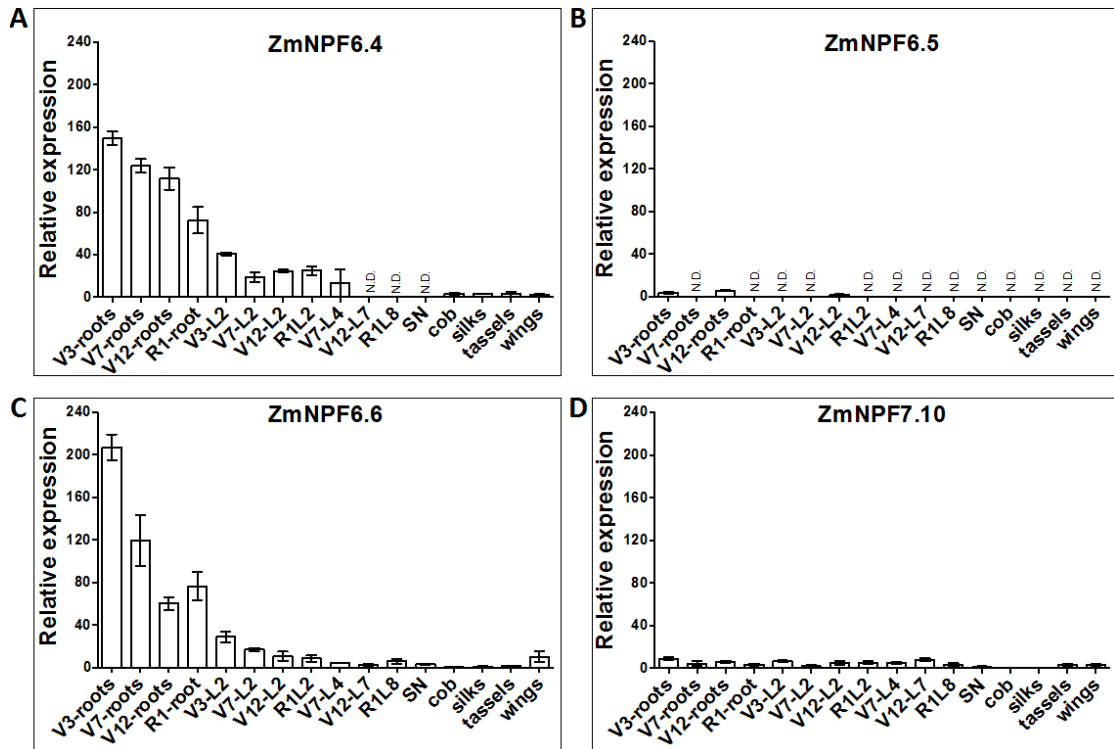 A
ZmNPF6.4
Relative expression
240
200
160
120
80
40
0
N.D.
N.D.
N.D.
V3-roots
V7-roots
V12-roots
R1-root
V3-L2
V7-L2
V12-L2
R1L2
V7-L4
V12-L7
R1L8
SN
cob
silks
tassels
wings
B
ZmNPF6.5
Relative expression
240
200
160
120
80
40
0
N.D.
N.D.
N.D.
N.D.
N.D.
N.D.
N.D.
N.D.
N.D.
N.D.
N.D.
N.D.
N.D.
V3-roots
V7-roots
V12-roots
R1-root
V3-L2
V7-L2
V12-L2
R1L2
V7-L4
V12-L7
R1L8
SN
cob
silks
tassels
wings
C
ZmNPF6.6
Relative expression
240
200
160
120
80
40
0
V3-roots
V7-roots
V12-roots
R1-root
V3-L2
V7-L2
V12-L2
R1L2
V7-L4
V12-L7
R1L8
SN
cob
silks
tassels
wings
D
ZmNPF7.10
Relative expression
240
200
160
120
80
40
0
V3-roots
V7-roots
V12-roots
R1-root
V3-L2
V7-L2
V12-L2
R1L2
V7-L4
V12-L7
R1L8
SN
cob
silks
tassels
wings